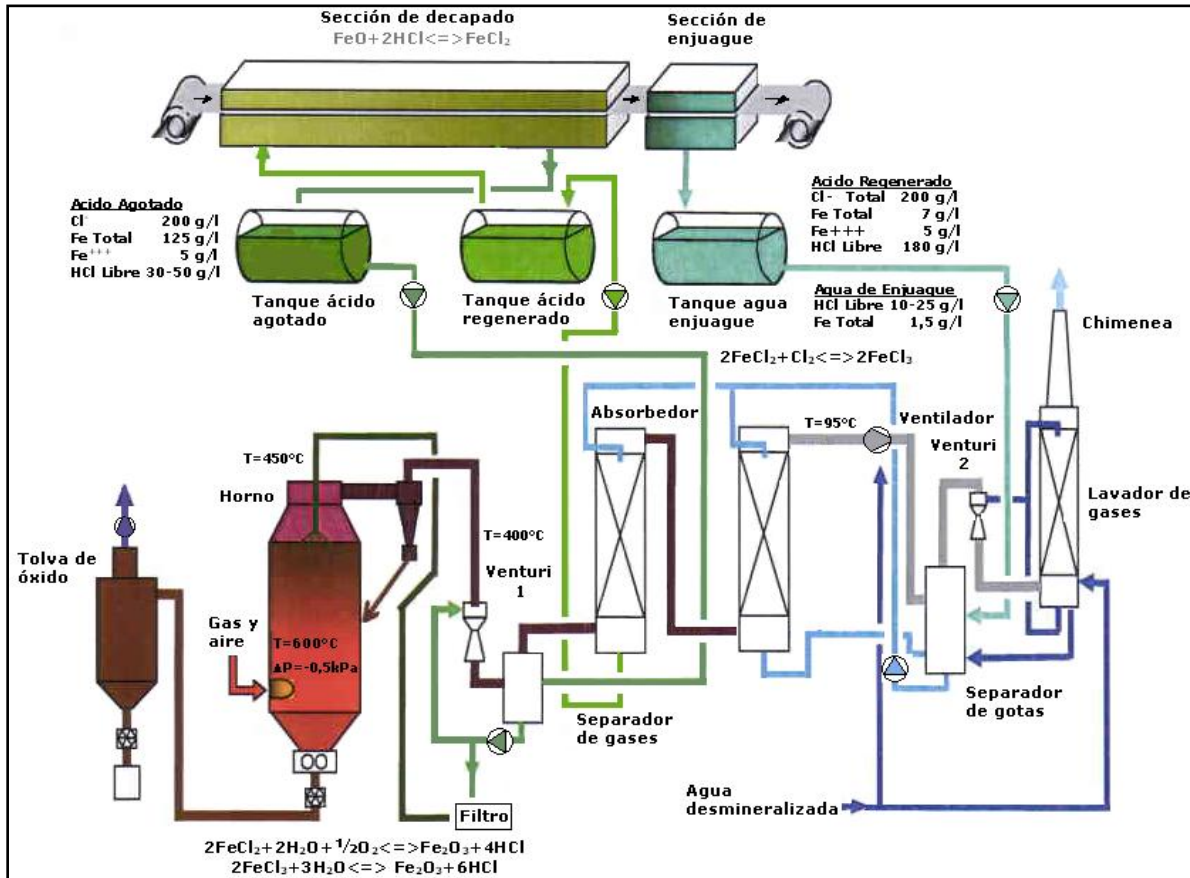 Sección de decapado
FeO+2HCl<=>FeCl₂
Sección de
enjuague
Acido Agotado
Cl⁻ 200 g/l
Fe Total 125 g/l
Fe⁺⁺⁺ 5 g/l
HCl Libre 30-50 g/l
Tanque ácido
agotado
Tanque ácido
regenerado
Tanque agua
enjuague
Acido Regenerado
Cl- Total 200 g/l
Fe Total 7 g/l
Fe+++ 5 g/l
HCl Libre 180 g/l
Agua de Enjuague
HCl Libre 10-25 g/l
Fe Total 1,5 g/l
Chimenea
2FeCl₂+Cl₂<=>2FeCl₃
Absorbedor
T=95°C
Ventilador
Venturi
2
Lavador de
gases
T=450°C
Horno
T=400°C
Venturi
1
Tolva de
óxido
Gas y
aire
T=600°C
ΔP=-0,5kPa
Separador
de gases
Separador
de gotas
Agua
desmineralizada
Filtro
2FeCl₂+2H₂O+½O₂<=>Fe₂O₃+4HCl
2FeCl₃+3H₂O<=> Fe₂O₃+6HCl